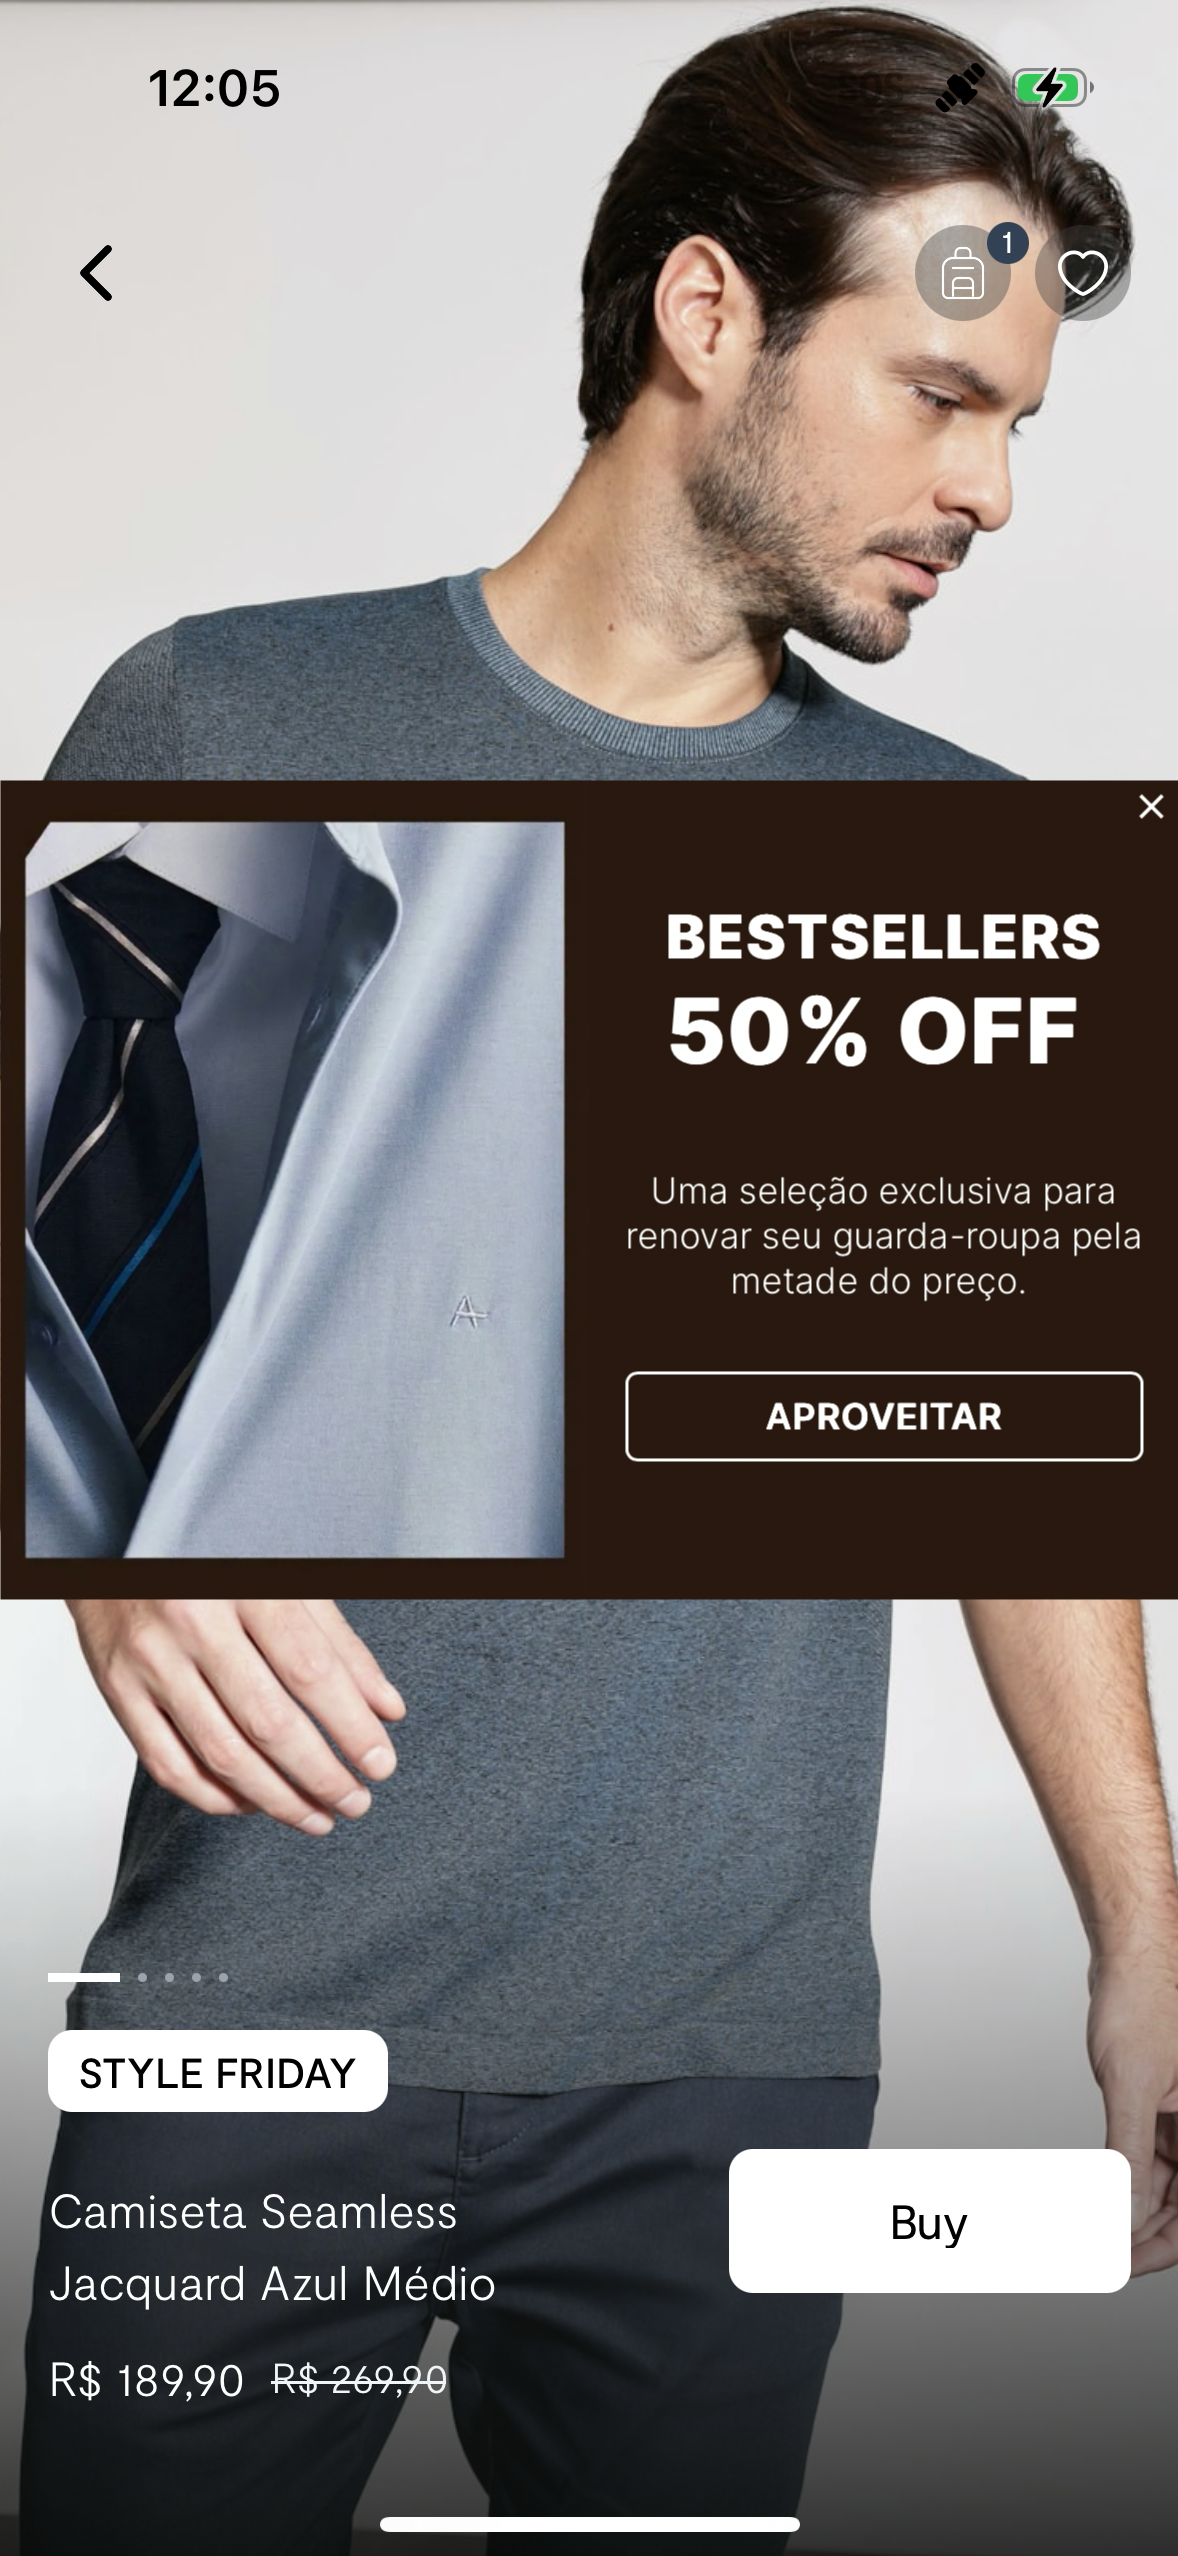 12:05
1
BESTSELLERS
50% OFF
Uma seleção exclusiva para
renovar seu guarda-roupa pela
metade do preço.
APROVEITAR
STYLE FRIDAY
Camiseta Seamless
Jacquard Azul Médio
Buy
R$ 189,90 R$ 269,90